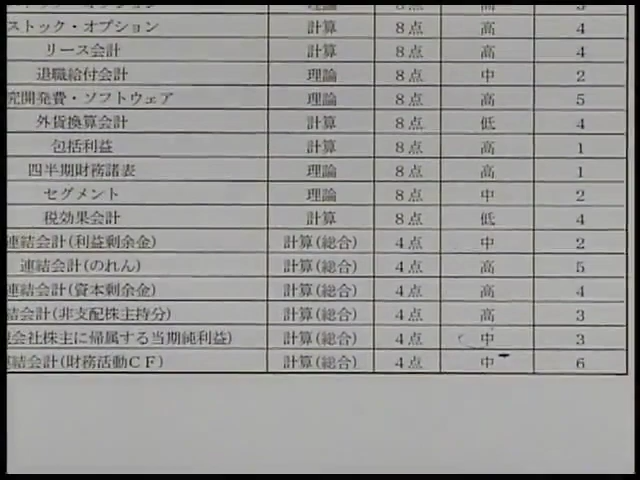 ストック・オプション 計算 8点 高 4
リース会計 計算 8点 高 4
退職給付会計 理論 8点 中 2
究開発費・ソフトウェア 理論 8点 高 5
外貨換算会計 計算 8点 低 4
包括利益 計算 8点 高 1
四半期財務諸表 理論 8点 高 1
セグメント 理論 8点 中 2
税効果会計 計算 8点 低 4
連結会計(利益剰余金) 計算(総合) 4点 中 2
連結会計(のれん) 計算(総合) 4点 高 5
連結会計(資本剰余金) 計算(総合) 4点 高 4
結会計(非支配株主持分) 計算(総合) 4点 高 3
会社株主に帰属する当期純利益) 計算(総合) 4点 中 3
結会計(財務活動CF) 計算(総合) 4点 中 6